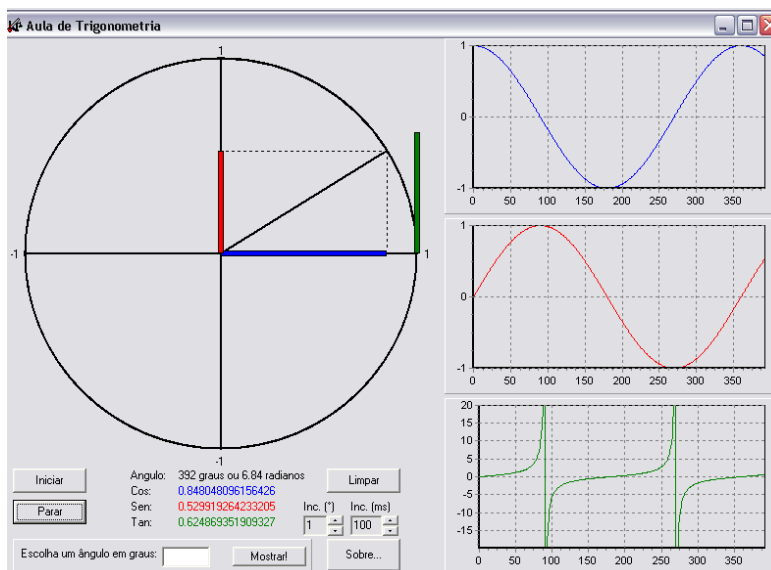 Aula de Trigonometria
1
-1
1
-1
1
0
-1
0 50 100 150 200 250 300 350
1
0
-1
0 50 100 150 200 250 300 350
20
15
10
5
0
-5
-10
-15
0 50 100 150 200 250 300 350
Iniciar
Parar
Angulo: 392 graus ou 6.84 radianos
Cos: 0.848048096156426
Sen: 0.529919264233205
Tan: 0.624869351909327
Limpar
Inc. (°) Inc. (ms)
1 100
Escolha um ângulo em graus:
Mostrar!
Sobre...